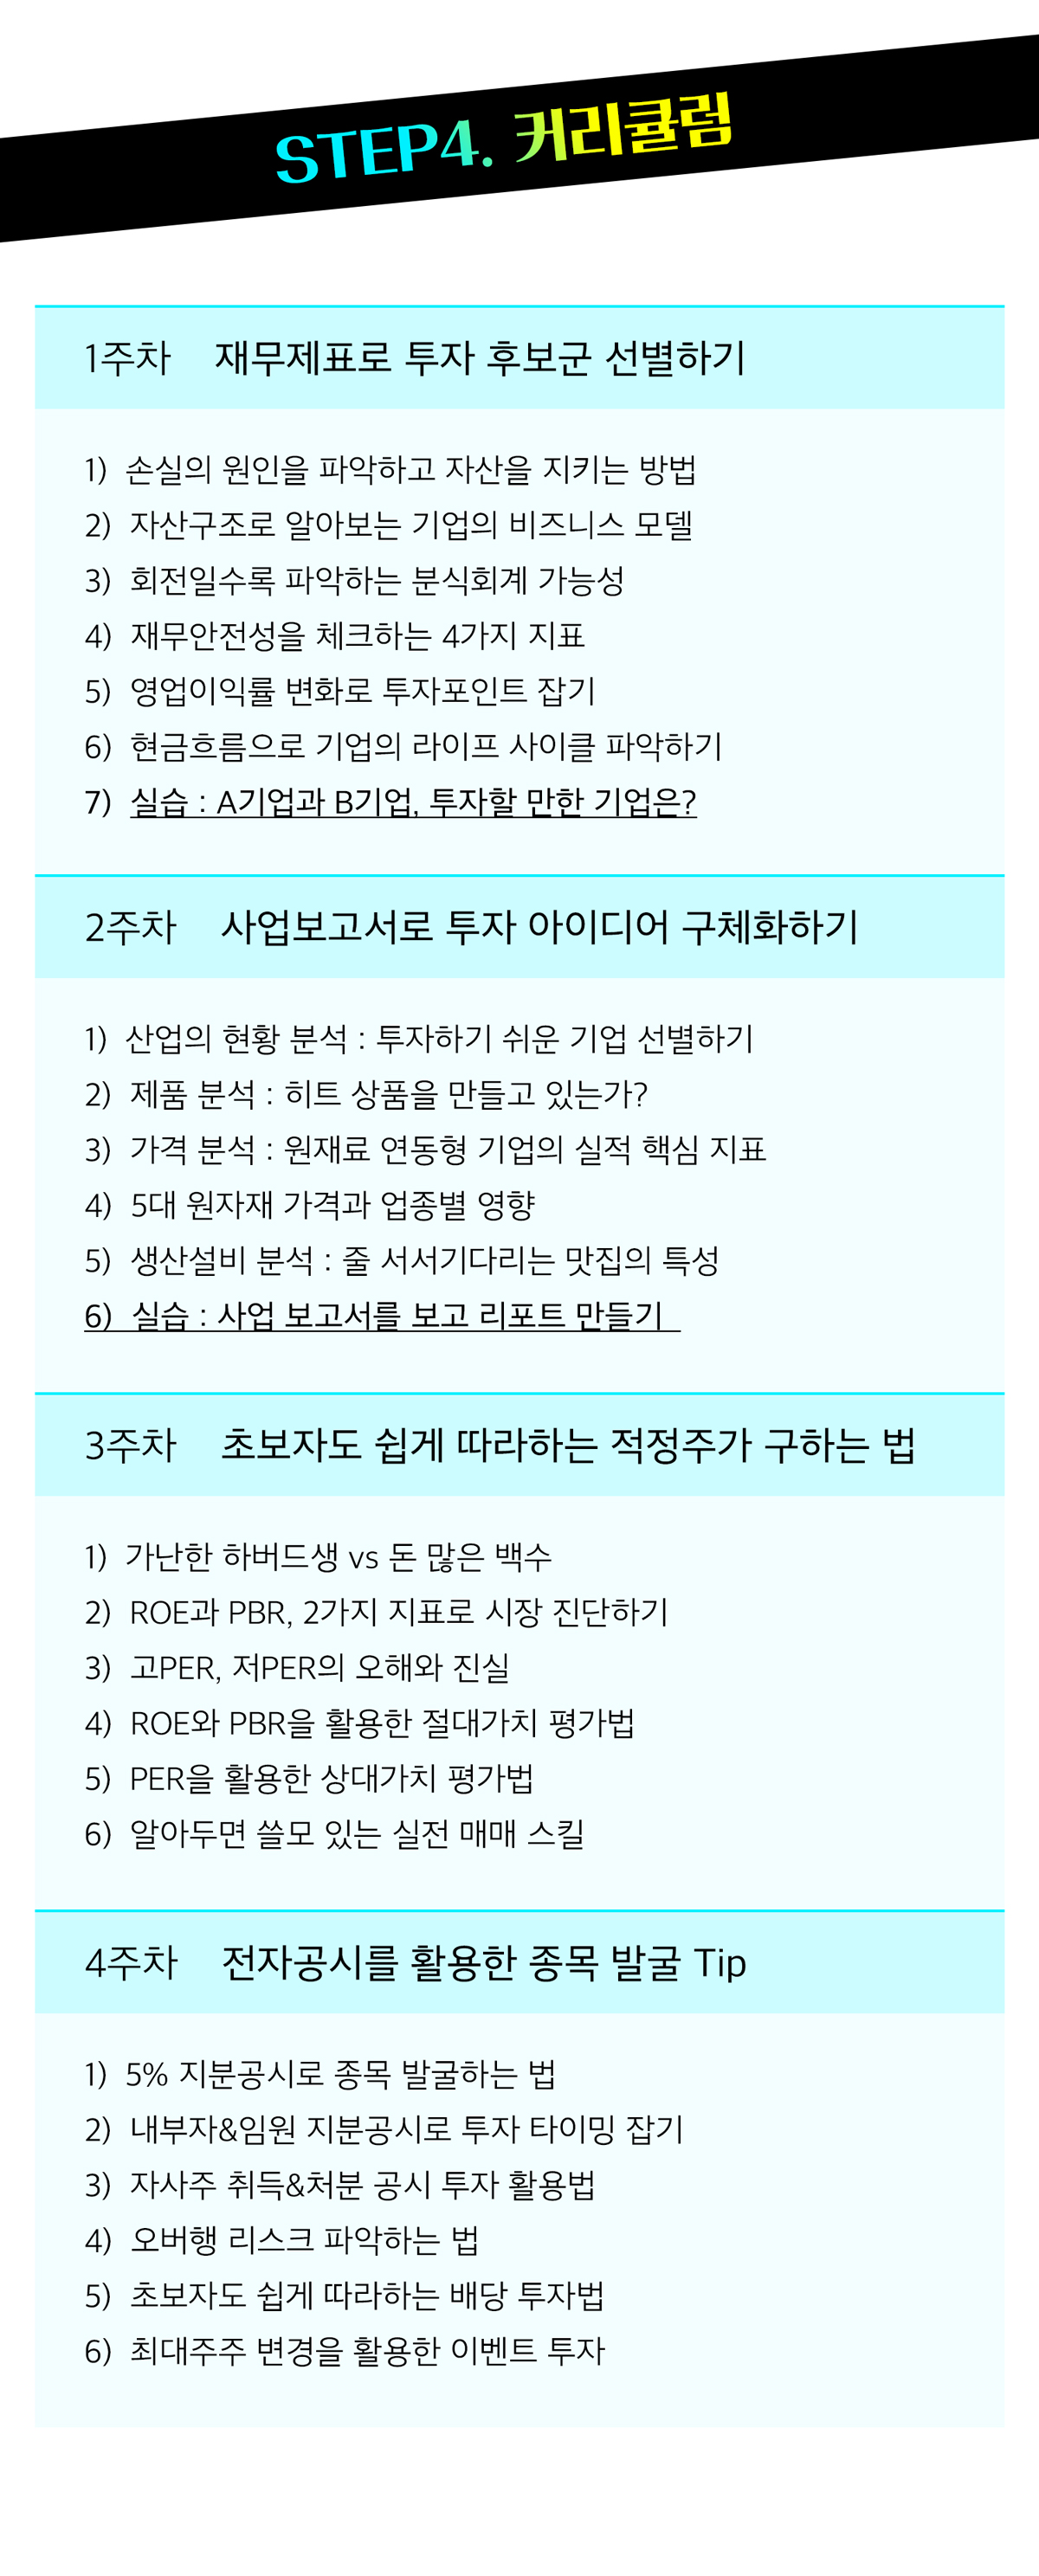 STEP4. 커리큘럼
1주차 재무제표로 투자 후보군 선별하기
1) 손실의 원인을 파악하고 자산을 지키는 방법
2) 자산구조로 알아보는 기업의 비즈니스 모델
3) 회전일수록 파악하는 분식회계 가능성
4) 재무안전성을 체크하는 4가지 지표
5) 영업이익률 변화로 투자포인트 잡기
6) 현금흐름으로 기업의 라이프 사이클 파악하기
7) 실습 : A기업과 B기업, 투자할 만한 기업은?
2주차 사업보고서로 투자 아이디어 구체화하기
1) 산업의 현황 분석 : 투자하기 쉬운 기업 선별하기
2) 제품 분석 : 히트 상품을 만들고 있는가?
3) 가격 분석 : 원재료 연동형 기업의 실적 핵심 지표
4) 5대 원자재 가격과 업종별 영향
5) 생산설비 분석 : 줄 서서기다리는 맛집의 특성
6) 실습 : 사업 보고서를 보고 리포트 만들기
3주차 초보자도 쉽게 따라하는 적정주가 구하는 법
1) 가난한 하버드생 vs 돈 많은 백수
2) ROE과 PBR, 2가지 지표로 시장 진단하기
3) 고PER, 저PER의 오해와 진실
4) ROE와 PBR을 활용한 절대가치 평가법
5) PER을 활용한 상대가치 평가법
6) 알아두면 쓸모 있는 실전 매매 스킬
4주차 전자공시를 활용한 종목 발굴 Tip
1) 5% 지분공시로 종목 발굴하는 법
2) 내부자&임원 지분공시로 투자 타이밍 잡기
3) 자사주 취득&처분 공시 투자 활용법
4) 오버행 리스크 파악하는 법
5) 초보자도 쉽게 따라하는 배당 투자법
6) 최대주주 변경을 활용한 이벤트 투자